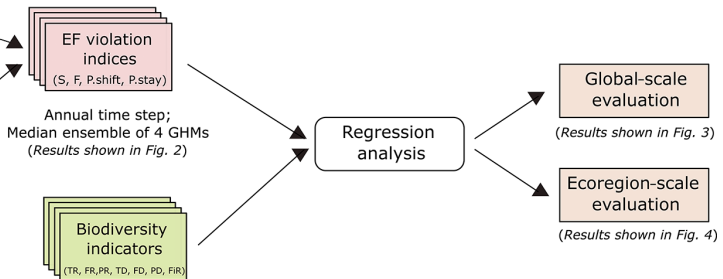 EF violation
indices
(S, F, P.shift, P.stay)
Annual time step;
Median ensemble of 4 GHMs
(Results shown in Fig. 2)
Biodiversity
indicators
(TR, FR,PR, TD, FD, PD, FiR)
Regression
analysis
Global-scale
evaluation
(Results shown in Fig. 3)
Ecoregion-scale
evaluation
(Results shown in Fig. 4)